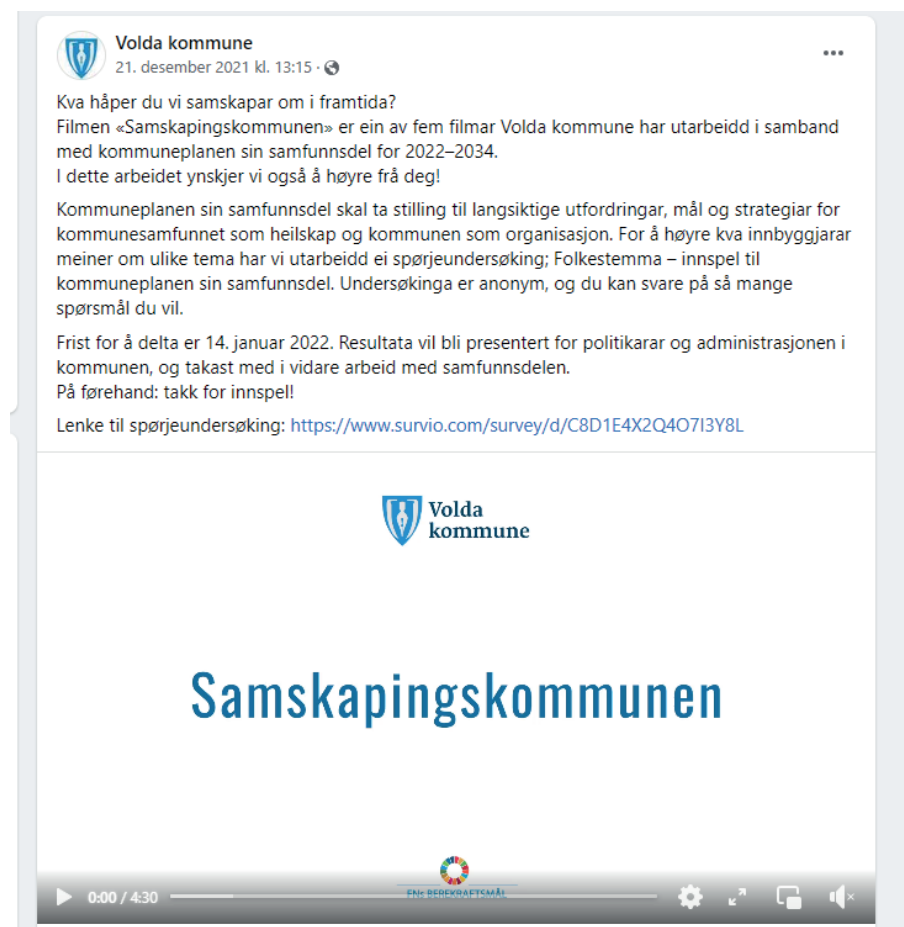 Volda kommune
21. desember 2021 kl. 13:15 ·
Kva håper du vi samskapar om i framtida?
Filmen «Samskapingskommunen» er ein av fem filmar Volda kommune har utarbeidd i samband
med kommuneplanen sin samfunnsdel for 2022–2034.
I dette arbeidet ynskjer vi også å høyre frå deg!
Kommuneplanen sin samfunnsdel skal ta stilling til langsiktige utfordringar, mål og strategiar for
kommunesamfunnet som heilskap og kommunen som organisasjon. For å høyre kva innbyggjarar
meiner om ulike tema har vi utarbeidd ei spørjeundersøking; Folkestemma – innspel til
kommuneplanen sin samfunnsdel. Undersøkinga er anonym, og du kan svare på så mange
spørsmål du vil.
Frist for å delta er 14. januar 2022. Resultata vil bli presentert for politikarar og administrasjonen i
kommunen, og takast med i vidare arbeid med samfunnsdelen.
På førehand: takk for innspel!
Lenke til spørjeundersøking: https://www.survio.com/survey/d/C8D1E4X2Q4O7I3Y8L
Volda
kommune
Samskapingskommunen
FNs BEREKRAFTSMÅL
0:00 / 4:30